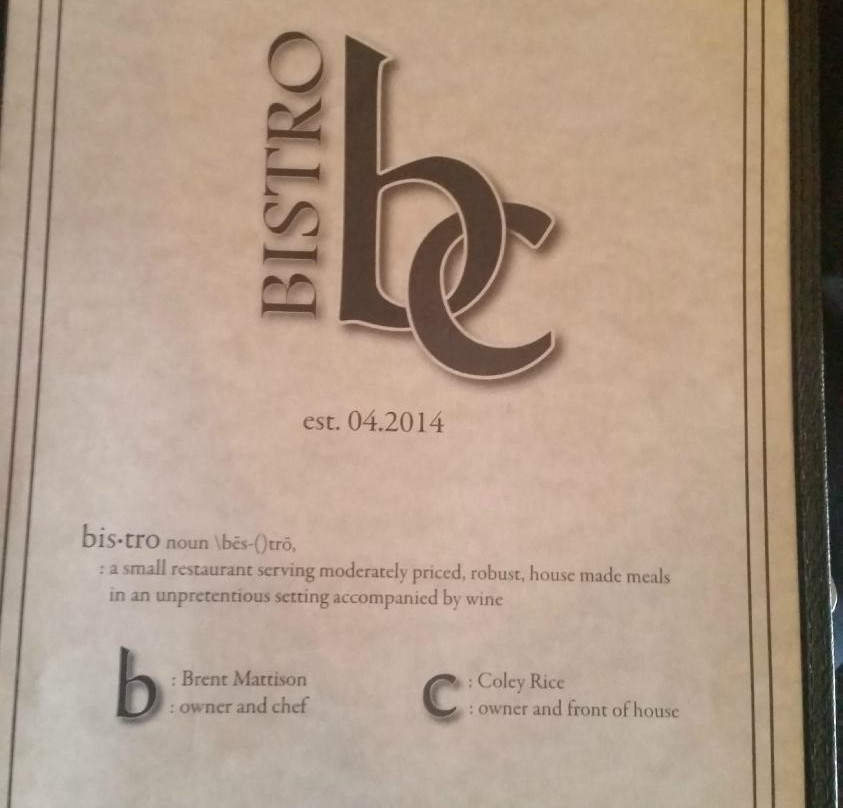 BISTRO
bc
est. 04.2014
bis·tro noun \bēs-()trō,
: a small restaurant serving moderately priced, robust, house made meals
in an unpretentious setting accompanied by wine
b : Brent Mattison
: owner and chef
c : Coley Rice
: owner and front of house